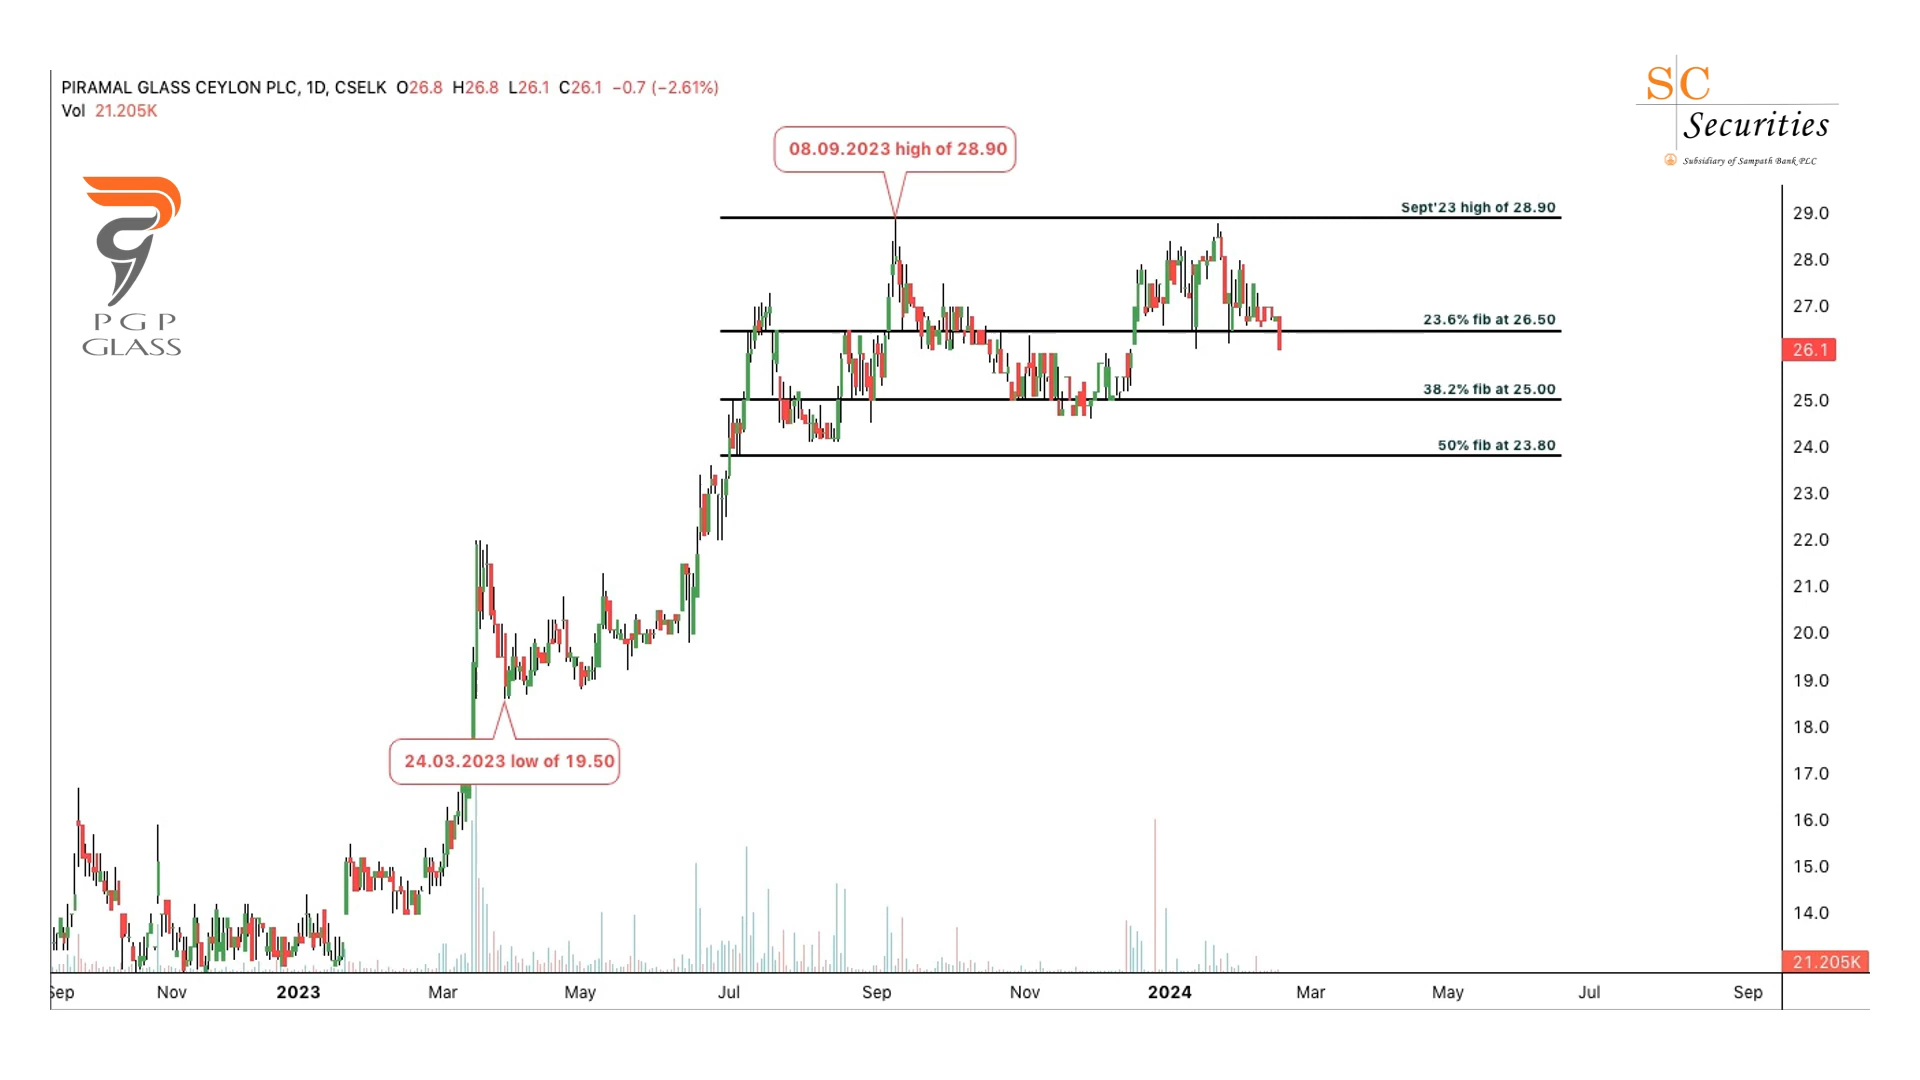 PIRAMAL GLASS CEYLON PLC, 1D, CSELK O26.8 H26.8 L26.1 C26.1 −0.7 (−2.61%)
Vol 21.205K
SC
Securities
Subsidiary of Sampath Bank PLC
08.09.2023 high of 28.90
PGP
GLASS
Sept'23 high of 28.90
23.6% fib at 26.50
38.2% fib at 25.00
50% fib at 23.80
24.03.2023 low of 19.50
29.0
28.0
27.0
26.1
25.0
24.0
23.0
22.0
21.0
20.0
19.0
18.0
17.0
16.0
15.0
14.0
21.205K
Sep Nov 2023 Mar May Jul Sep Nov 2024 Mar May Jul Sep